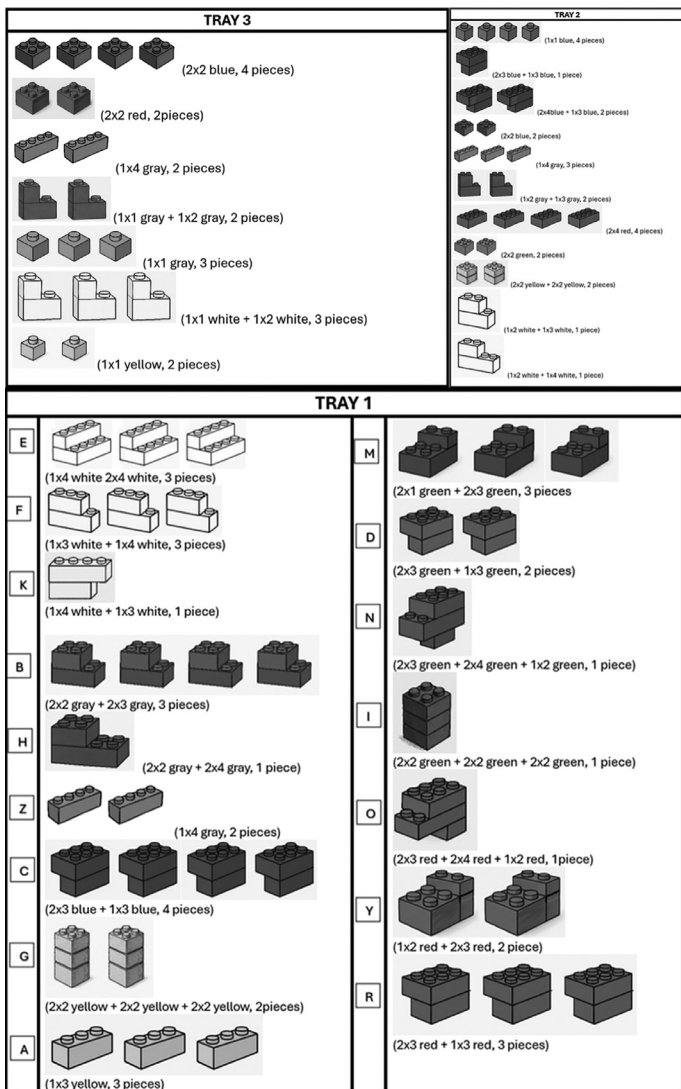 TRAY 3
(2x2 blue, 4 pieces)
(2x2 red, 2pieces)
(1x4 gray, 2 pieces)
(1x1 gray + 1x2 gray, 2 pieces)
(1x1 gray, 3 pieces)
(1x1 white + 1x2 white, 3 pieces)
(1x1 yellow, 2 pieces)
TRAY 2
(1x1 blue, 4 pieces)
(2x3 blue + 1x3 blue, 1 piece)
(2x4blue + 1x3 blue, 2 pieces)
(2x2 blue, 2 pieces)
(1x4 gray, 3 pieces)
(1x2 gray + 1x3 gray, 2 pieces)
(2x4 red, 4 pieces)
(2x2 green, 2 pieces)
(2x2 yellow + 2x2 yellow, 2 pieces)
(1x2 white + 1x3 white, 1 piece)
(1x2 white + 1x4 white, 1 piece)
TRAY 1
E
(1x4 white 2x4 white, 3 pieces)
F
(1x3 white + 1x4 white, 3 pieces)
K
(1x4 white + 1x3 white, 1 piece)
B
(2x2 gray + 2x3 gray, 3 pieces)
H
(2x2 gray + 2x4 gray, 1 piece)
Z
(1x4 gray, 2 pieces)
C
(2x3 blue + 1x3 blue, 4 pieces)
G
(2x2 yellow + 2x2 yellow + 2x2 yellow, 2pieces)
A
(1x3 yellow, 3 pieces)
M
(2x1 green + 2x3 green, 3 pieces
D
(2x3 green + 1x3 green, 2 pieces)
N
(2x3 green + 2x4 green + 1x2 green, 1 piece)
I
(2x2 green + 2x2 green + 2x2 green, 1 piece)
O
(2x3 red + 2x4 red + 1x2 red, 1piece)
Y
(1x2 red + 2x3 red, 2 piece)
R
(2x3 red + 1x3 red, 3 pieces)